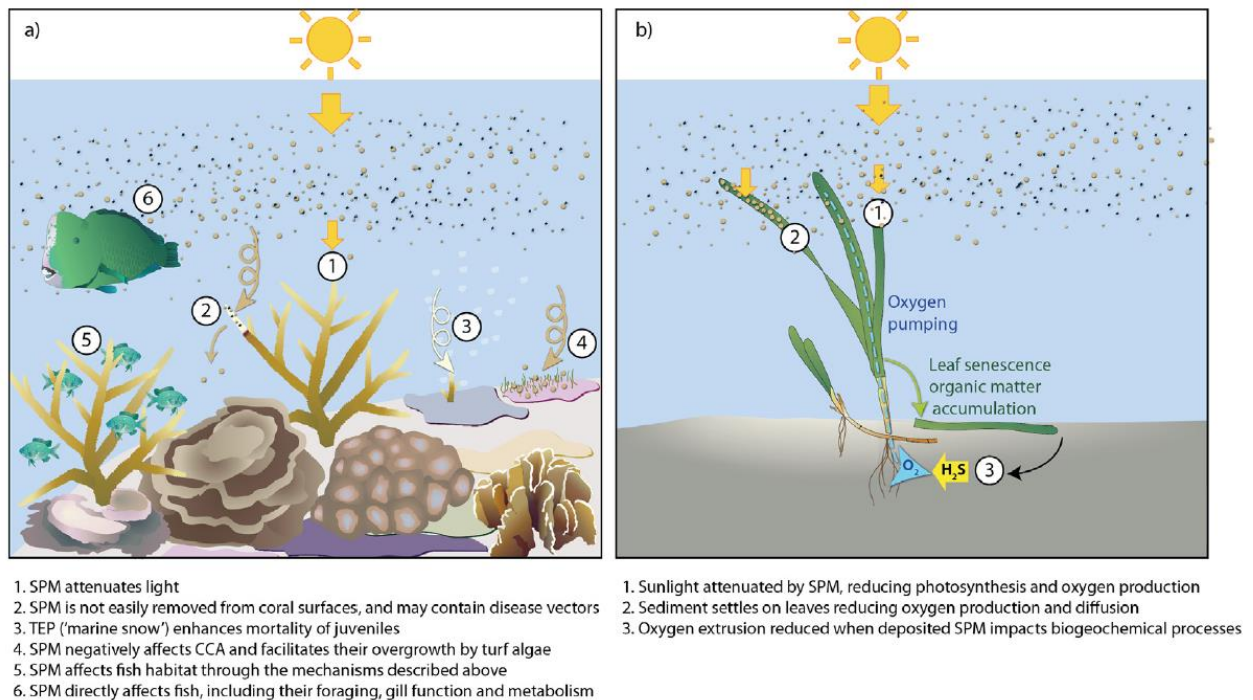 a)
6
1
2
3
4
5
1. SPM attenuates light
2. SPM is not easily removed from coral surfaces, and may contain disease vectors
3. TEP ('marine snow') enhances mortality of juveniles
4. SPM negatively affects CCA and facilitates their overgrowth by turf algae
5. SPM affects fish habitat through the mechanisms described above
6. SPM directly affects fish, including their foraging, gill function and metabolism
b)
1.
2
Oxygen
pumping
Leaf senescence
organic matter
accumulation
O₂
H₂S
3
1. Sunlight attenuated by SPM, reducing photosynthesis and oxygen production
2. Sediment settles on leaves reducing oxygen production and diffusion
3. Oxygen extrusion reduced when deposited SPM impacts biogeochemical processes